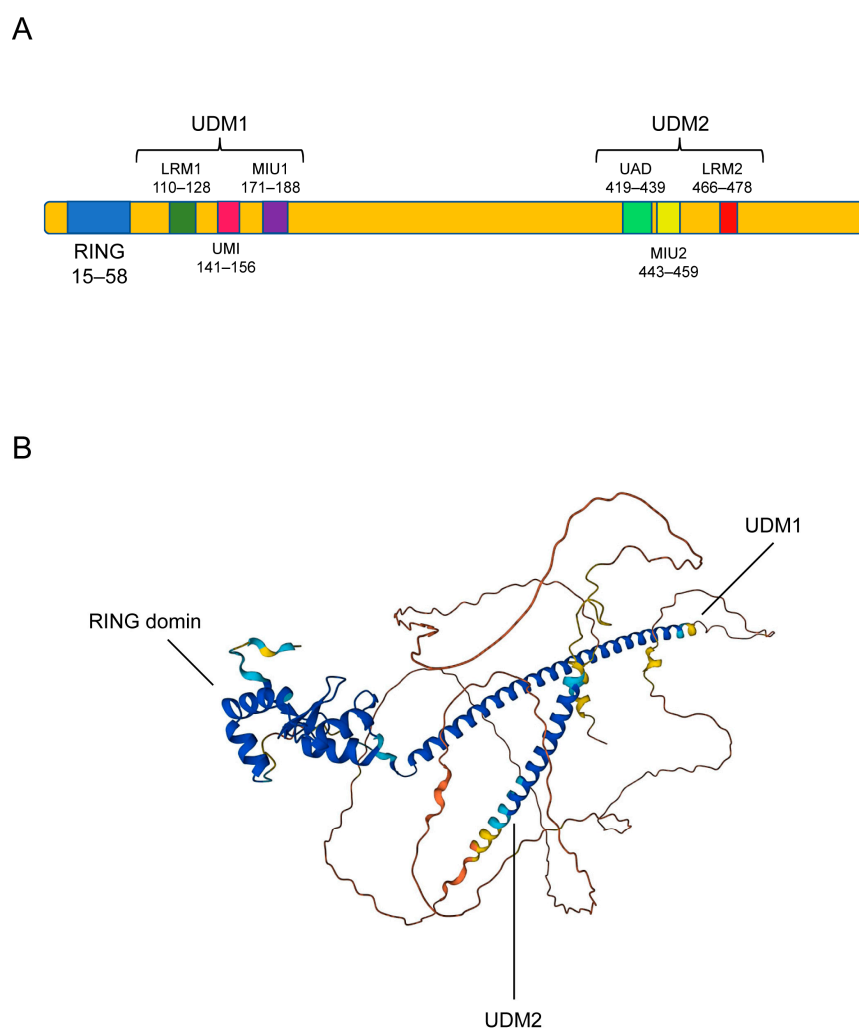 A
UDM1
UDM2
LRM1
110–128
MIU1
171–188
UAD
419–439
LRM2
466–478
RING
15–58
UMI
141–156
MIU2
443–459
B
UDM1
RING domin
UDM2